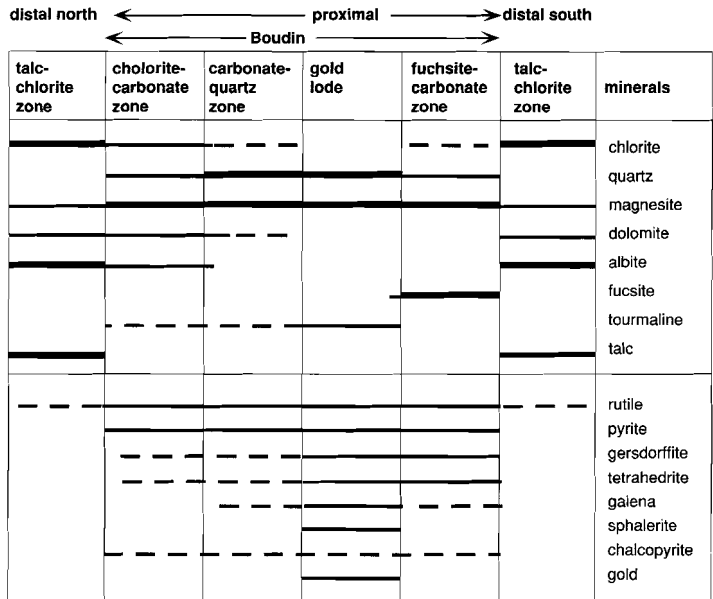 distal north proximal distal south
Boudin
talc- cholorite- carbonate- gold fuchsite- talc-
chlorite carbonate quartz lode carbonate chlorite minerals
zone zone zone zone zone
chlorite
quartz
magnesite
dolomite
albite
fucsite
tourmaline
talc
rutile
pyrite
gersdorffite
tetrahedrite
galena
sphalerite
chalcopyrite
gold